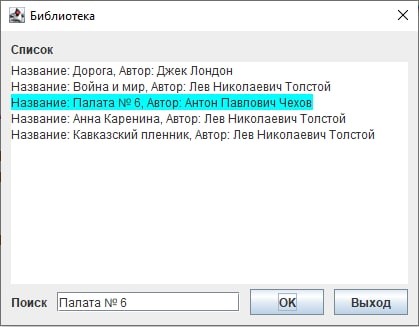 Библиотека
Список
Название: Дорога, Автор: Джек Лондон
Название: Война и мир, Автор: Лев Николаевич Толстой
Название: Палата № 6, Автор: Антон Павлович Чехов
Название: Анна Каренина, Автор: Лев Николаевич Толстой
Название: Кавказский пленник, Автор: Лев Николаевич Толстой
Поиск Палата № 6 OK Выход